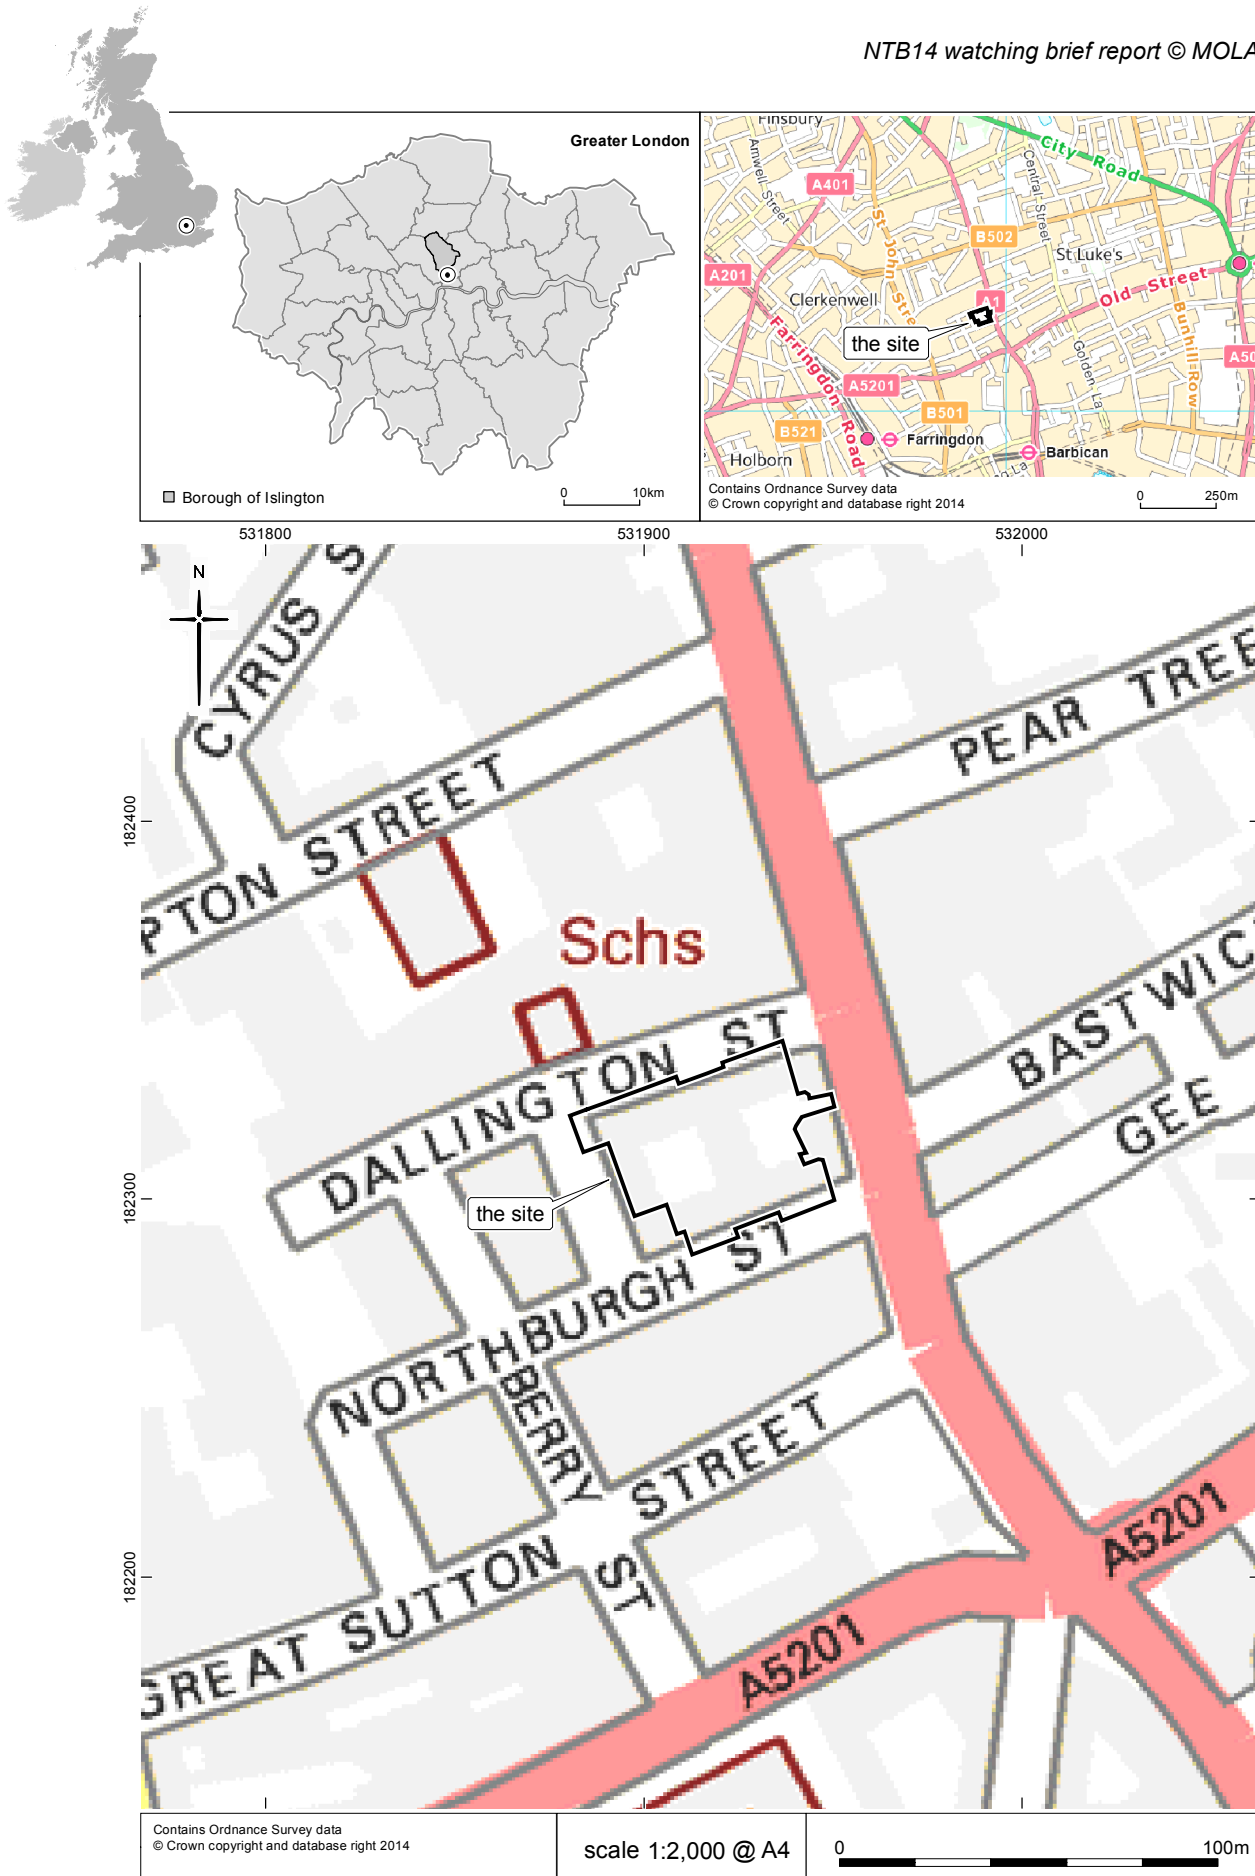 NTB14 watching brief report © MOLA
Greater London
Borough of Islington
0 10km
Finsbury
Amwell Street
A401
St John Stre
City Road
Central Street
B502
St Luke's
A201
Clerkenwell
A1
Old Street
the site
Farringdon Road
A5201
Golden La
Bunhill Row
A50
B501
B521
Farringdon
Barbican
Holborn
La
Contains Ordnance Survey data
© Crown copyright and database right 2014
0 250m
531800 531900 532000
N
CYRUS S
PEAR TREE
182400
PTON STREET
Schs
BASTWIC
GEE
DALLINGTON ST
182300
the site
NORTHBURGH ST
BERRY ST
GREAT SUTTON STREET
A5201
182200
A5201
Contains Ordnance Survey data
© Crown copyright and database right 2014
scale 1:2,000 @ A4
0 100m